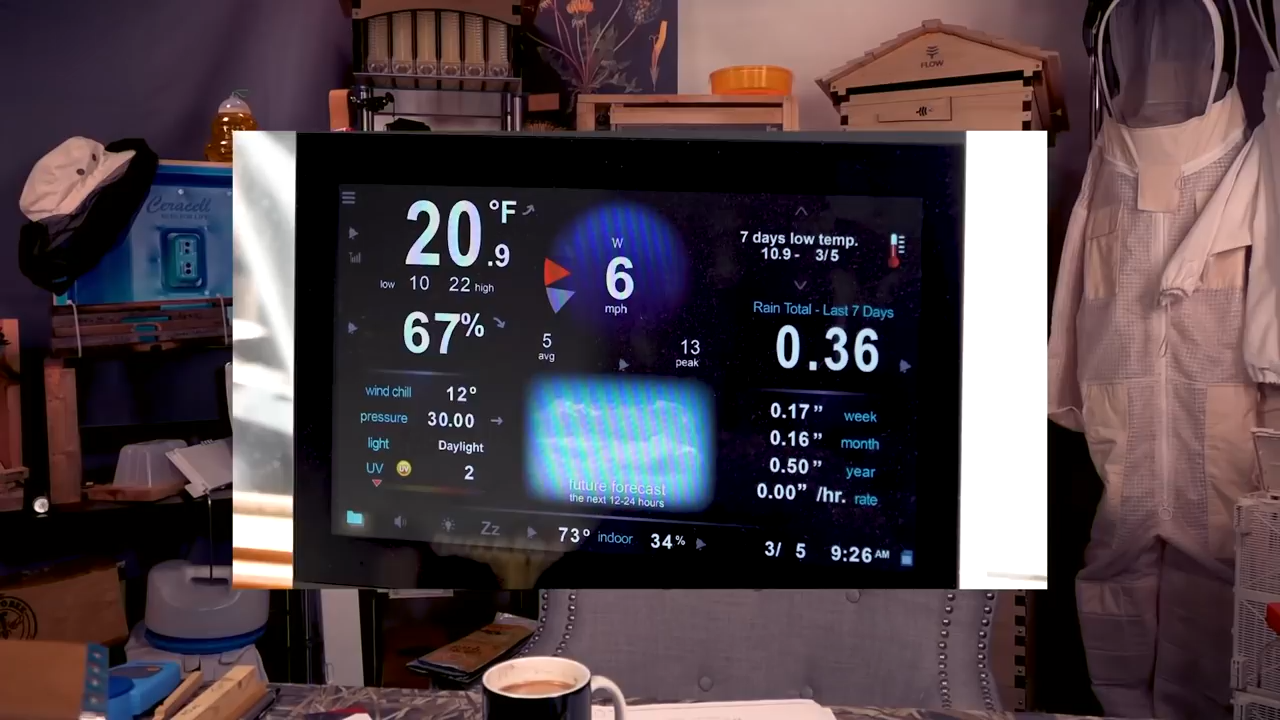 FLOW
Ceracell
20.9 °F
low 10 22 high
67%
wind chill 12°
pressure 30.00
light Daylight
UV UV 2
W
6
mph
5 avg
13 peak
future forecast
the next 12-24 hours
7 days low temp.
10.9 - 3/5
Rain Total - Last 7 Days
0.36
0.17" week
0.16" month
0.50" year
0.00" /hr. rate
Zz
73° indoor 34%
3/ 5 9:26 AM